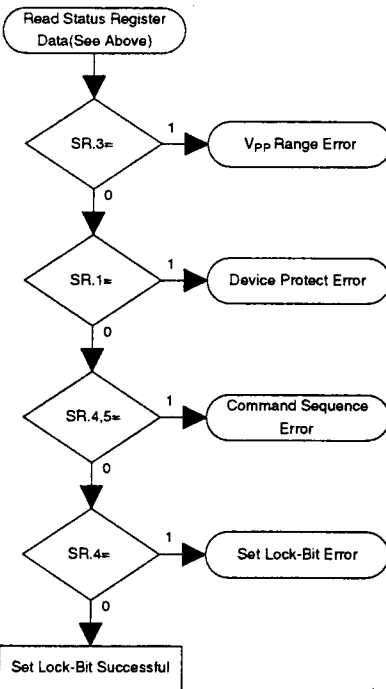 Read Status Register
Data(See Above)
SR.3=
1
VPP Range Error
0
SR.1=
1
Device Protect Error
0
SR.4,5=
1
Command Sequence
Error
0
SR.4=
1
Set Lock-Bit Error
0
Set Lock-Bit Successful